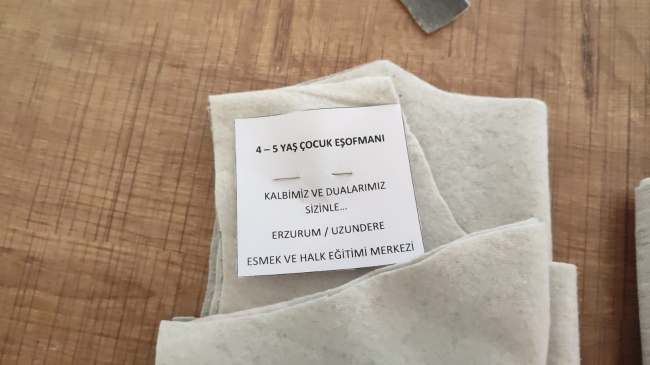 4 – 5 YAŞ ÇOCUK EŞOFMANI
KALBİMİZ VE DUALARIMIZ
SİZİNLE...
ERZURUM / UZUNDERE
ESMEK VE HALK EĞİTİMİ MERKEZİ